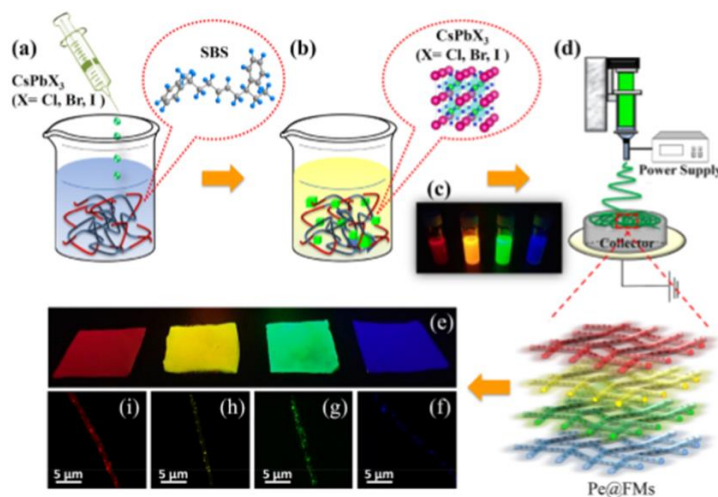 (a)
CsPbX₃
(X= Cl, Br, I )
SBS
(b)
CsPbX₃
(X= Cl, Br, I )
(c)
(d)
Power Supply
Collector
(e)
(i)
5 μm
(h)
5 μm
(g)
5 μm
(f)
5 μm
Pe@FMs